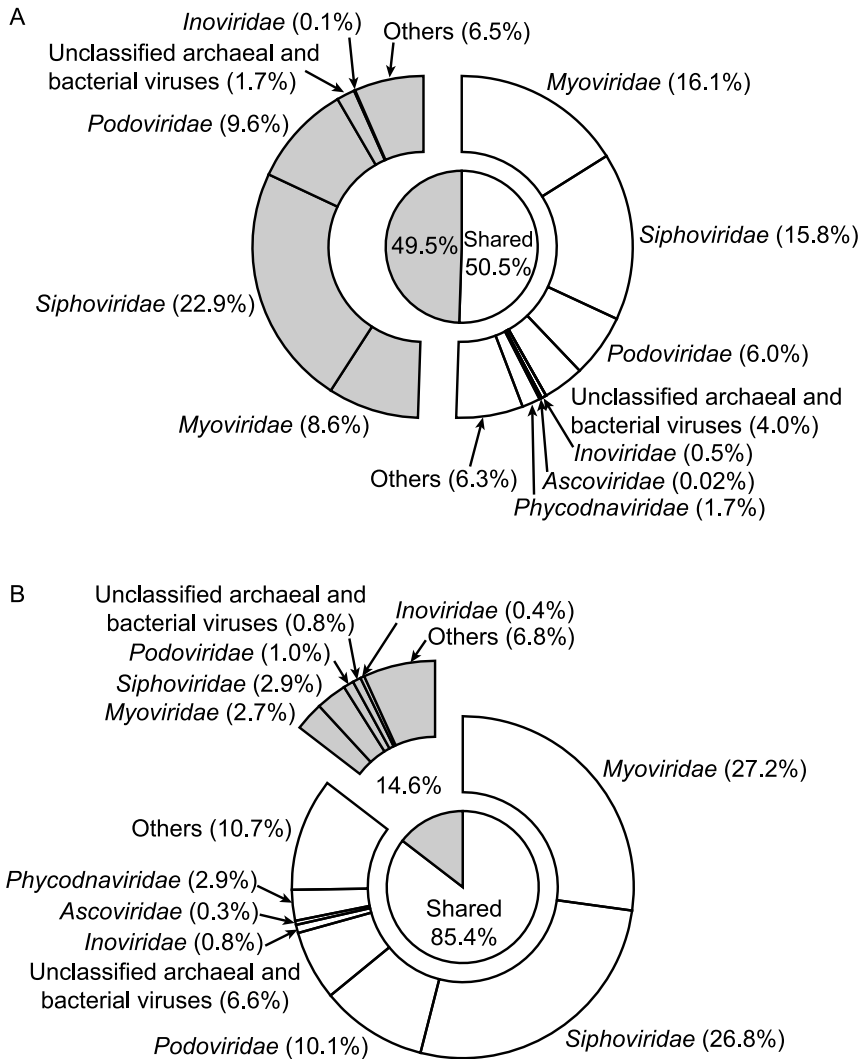 A
Inoviridae (0.1%)
Others (6.5%)
Unclassified archaeal and
bacterial viruses (1.7%)
Podoviridae (9.6%)
Siphoviridae (22.9%)
Myoviridae (8.6%)
49.5%
Shared
50.5%
Myoviridae (16.1%)
Siphoviridae (15.8%)
Podoviridae (6.0%)
Unclassified archaeal and
bacterial viruses (4.0%)
Inoviridae (0.5%)
Ascoviridae (0.02%)
Phycodnaviridae (1.7%)
Others (6.3%)
B
Unclassified archaeal and
bacterial viruses (0.8%)
Inoviridae (0.4%)
Others (6.8%)
Podoviridae (1.0%)
Siphoviridae (2.9%)
Myoviridae (2.7%)
14.6%
Shared
85.4%
Myoviridae (27.2%)
Others (10.7%)
Phycodnaviridae (2.9%)
Ascoviridae (0.3%)
Inoviridae (0.8%)
Unclassified archaeal and
bacterial viruses (6.6%)
Podoviridae (10.1%)
Siphoviridae (26.8%)